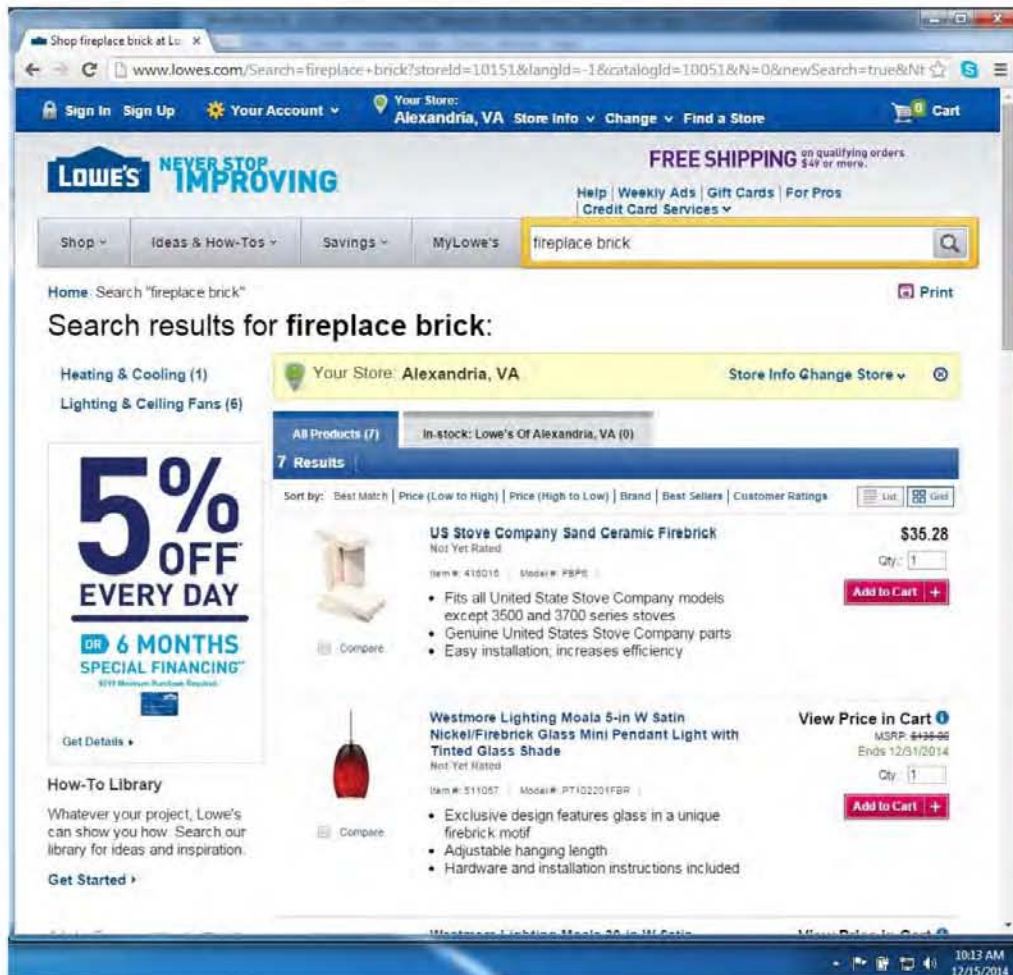 Shop fireplace brick at Lo
www.lowes.com/Search=fireplace+brick?storeId=10151&langId=-1&catalogId=10051&N=0&newSearch=true&Nt
Sign In Sign Up Your Account Your Store: Alexandria, VA Store Info Change Find a Store 0 Cart
LOWE'S NEVER STOP IMPROVING
FREE SHIPPING on qualifying orders $49 or more.
Help | Weekly Ads | Gift Cards | For Pros
| Credit Card Services
Shop Ideas & How-Tos Savings MyLowe's fireplace brick
Home Search "fireplace brick" Print
Search results for fireplace brick:
Heating & Cooling (1)
Lighting & Ceiling Fans (6)
Your Store: Alexandria, VA Store Info Change Store
All Products (7) In-stock: Lowe's Of Alexandria, VA (0)
7 Results
Sort by: Best Match | Price (Low to High) | Price (High to Low) | Brand | Best Sellers | Customer Ratings List Grid
5% OFF
EVERY DAY
OR 6 MONTHS
SPECIAL FINANCING**
Get Details
How-To Library
Whatever your project, Lowe's
can show you how. Search our
library for ideas and inspiration.
Get Started
US Stove Company Sand Ceramic Firebrick
Not Yet Rated
Item #: 416016 | Model #: FBP6 |
• Fits all United State Stove Company models
except 3500 and 3700 series stoves
• Genuine United States Stove Company parts
• Easy installation; increases efficiency
Compare
$35.28
Qty.: 1
Add to Cart +
Westmore Lighting Moala 5-in W Satin
Nickel/Firebrick Glass Mini Pendant Light with
Tinted Glass Shade
Not Yet Rated
Item #: 511067 | Model #: PT102201FBR |
• Exclusive design features glass in a unique
firebrick motif
• Adjustable hanging length
• Hardware and installation instructions included
Compare
View Price in Cart
MSRP:
Ends 12/31/2014
Qty.: 1
Add to Cart +
10:13 AM
12/15/2014